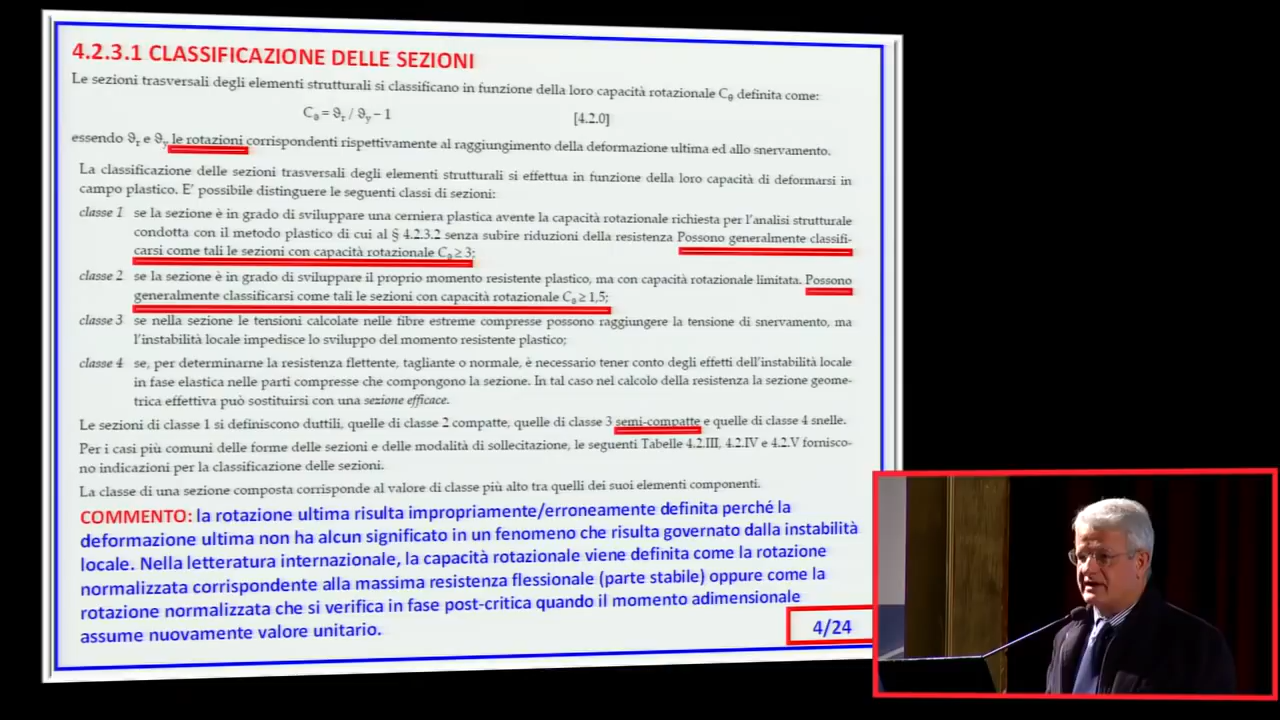 4.2.3.1 CLASSIFICAZIONE DELLE SEZIONI
Le sezioni trasversali degli elementi strutturali si classificano in funzione della loro capacità rotazionale Cϑ definita come:
Cϑ = ϑr / ϑy − 1 [4.2.0]
essendo ϑr e ϑy le rotazioni corrispondenti rispettivamente al raggiungimento della deformazione ultima ed allo snervamento.
La classificazione delle sezioni trasversali degli elementi strutturali si effettua in funzione della loro capacità di deformarsi in
campo plastico. E' possibile distinguere le seguenti classi di sezioni:
classe 1 se la sezione è in grado di sviluppare una cerniera plastica avente la capacità rotazionale richiesta per l'analisi strutturale
condotta con il metodo plastico di cui al § 4.2.3.2 senza subire riduzioni della resistenza Possono generalmente classifi-
carsi come tali le sezioni con capacità rotazionale Cϑ ≥ 3;
classe 2 se la sezione è in grado di sviluppare il proprio momento resistente plastico, ma con capacità rotazionale limitata. Possono
generalmente classificarsi come tali le sezioni con capacità rotazionale Cϑ ≥ 1,5;
classe 3 se nella sezione le tensioni calcolate nelle fibre estreme compresse possono raggiungere la tensione di snervamento, ma
l'instabilità locale impedisce lo sviluppo del momento resistente plastico;
classe 4 se, per determinarne la resistenza flettente, tagliante o normale, è necessario tener conto degli effetti dell'instabilità locale
in fase elastica nelle parti compresse che compongono la sezione. In tal caso nel calcolo della resistenza la sezione geome-
trica effettiva può sostituirsi con una sezione efficace.
Le sezioni di classe 1 si definiscono duttili, quelle di classe 2 compatte, quelle di classe 3 semi-compatte e quelle di classe 4 snelle.
Per i casi più comuni delle forme delle sezioni e delle modalità di sollecitazione, le seguenti Tabelle 4.2.III, 4.2.IV e 4.2.V fornisco-
no indicazioni per la classificazione delle sezioni.
La classe di una sezione composta corrisponde al valore di classe più alto tra quelli dei suoi elementi componenti.
COMMENTO: la rotazione ultima risulta impropriamente/erroneamente definita perché la
deformazione ultima non ha alcun significato in un fenomeno che risulta governato dalla instabilità
locale. Nella letteratura internazionale, la capacità rotazionale viene definita come la rotazione
normalizzata corrispondente alla massima resistenza flessionale (parte stabile) oppure come la
rotazione normalizzata che si verifica in fase post-critica quando il momento adimensionale
assume nuovamente valore unitario.
4/24